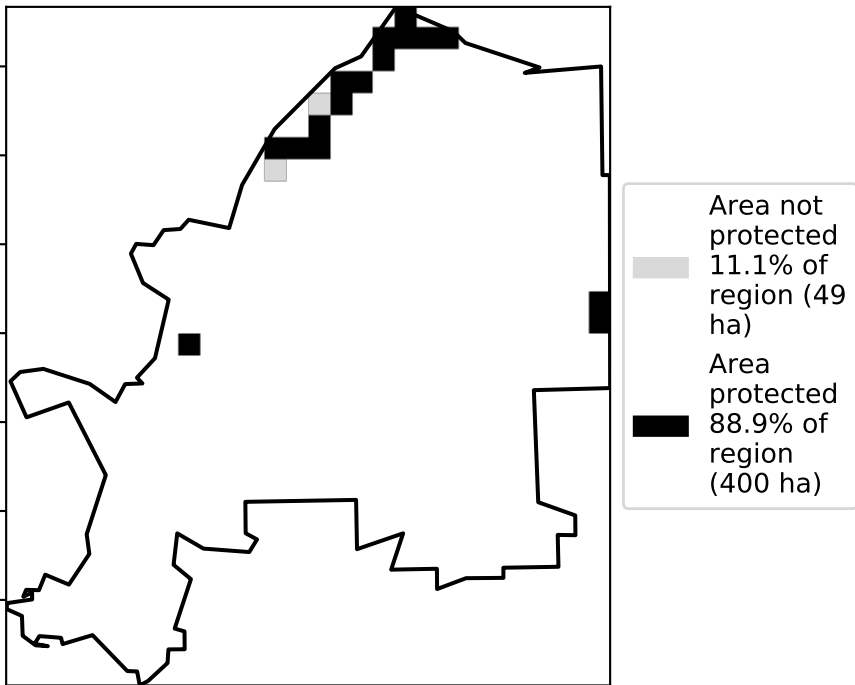 Area not
protected
11.1% of
region (49
ha)
Area
protected
88.9% of
region
(400 ha)